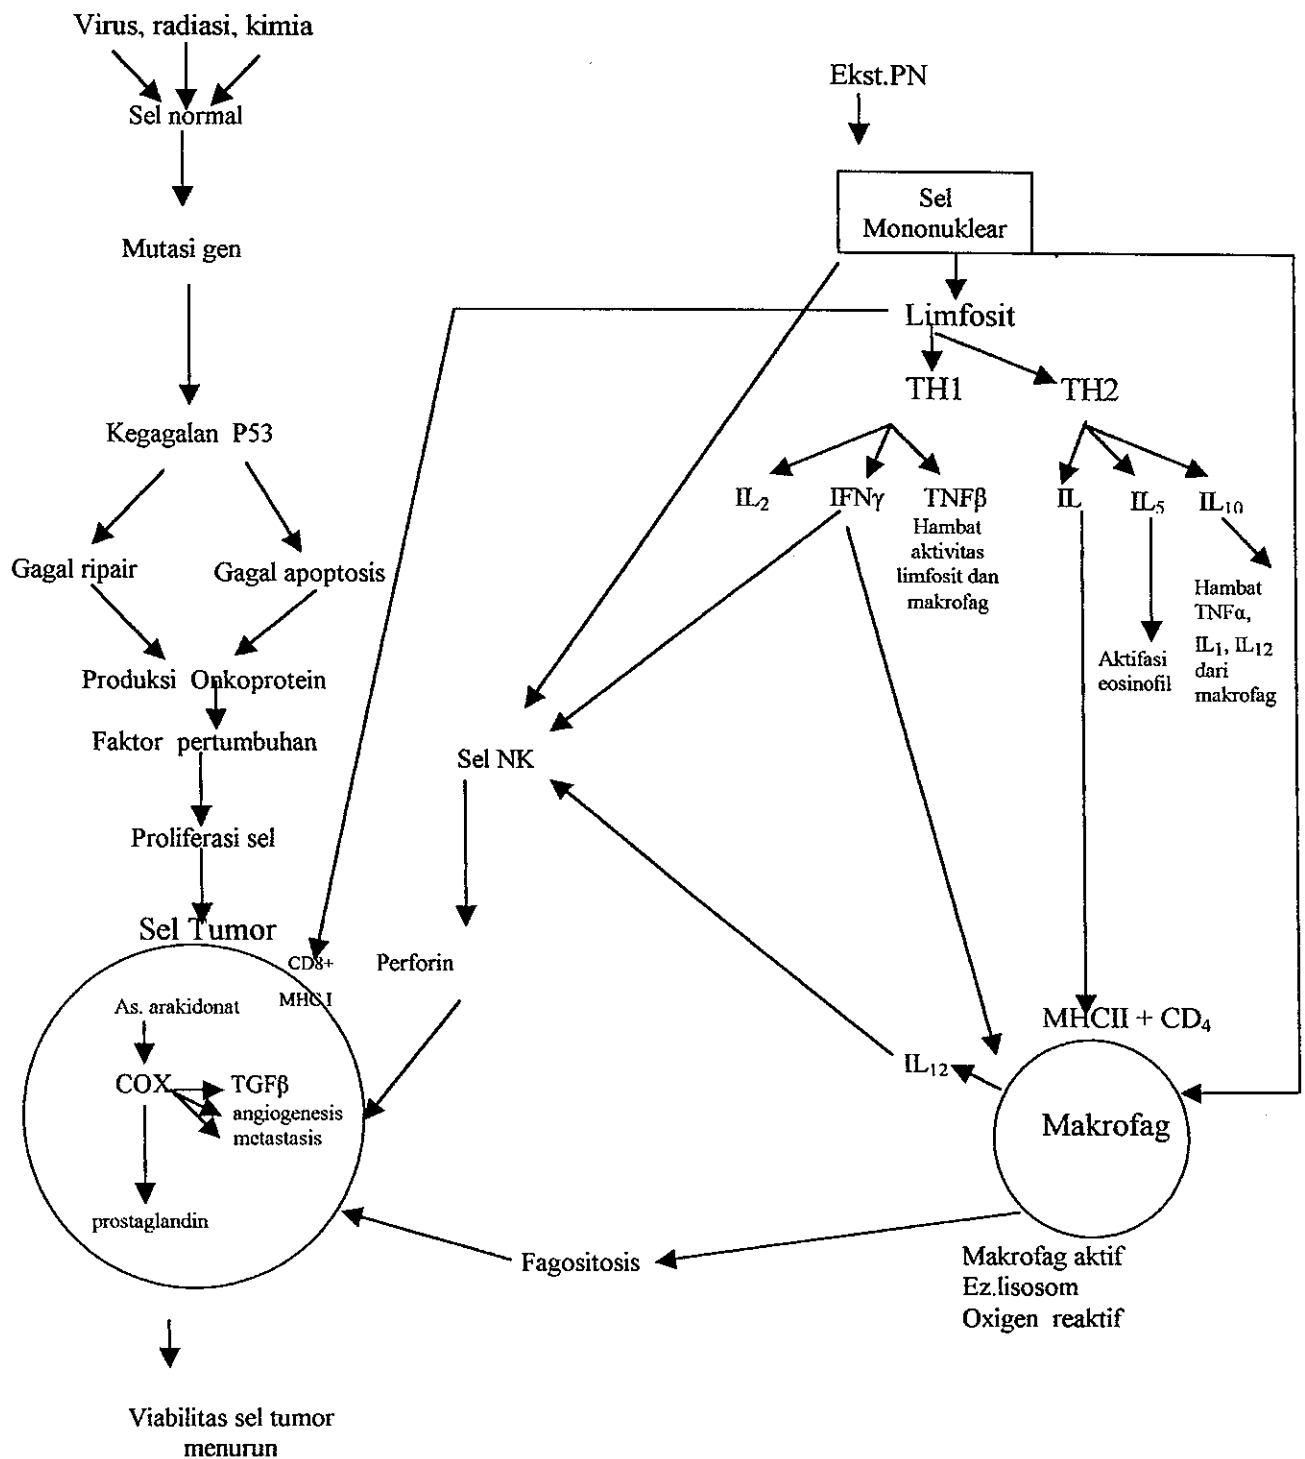 Virus, radiasi, kimia
Sel normal
Mutasi gen
Kegagalan P53
Gagal ripair
Gagal apoptosis
Produksi Onkoprotein
Faktor pertumbuhan
Proliferasi sel
Sel Tumor
CD8+
MHC I
As. arakidonat
COX
TGFβ
angiogenesis
metastasis
prostaglandin
Viabilitas sel tumor
menurun
Ekst.PN
Sel
Mononuklear
Limfosit
TH1
TH2
IL₂
IFNγ
TNFβ
Hambat
aktivitas
limfosit dan
makrofag
IL
IL₅
IL₁₀
Aktifasi
eosinofil
Hambat
TNFα,
IL₁, IL₁₂
dari
makrofag
Sel NK
Perforin
IL₁₂
MHCII + CD₄
Makrofag
Fagositosis
Makrofag aktif
Ez.lisosom
Oxigen reaktif